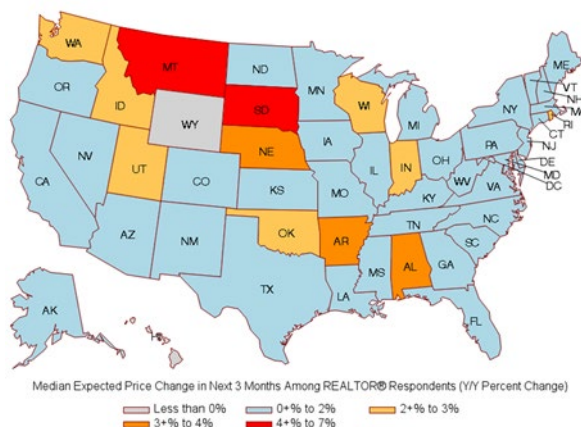 WA
MT
ND
MN
ME
OR
ID
SD
WI
MI
NY
VT
NH
MA
RI
CT
WY
NE
IA
PA
NJ
NV
UT
CO
KS
MO
IL
IN
OH
DE
MD
DC
CA
KY
WV
VA
AZ
NM
OK
AR
TN
NC
SC
TX
LA
MS
AL
GA
FL
AK
Median Expected Price Change in Next 3 Months Among REALTOR® Respondents (Y/Y Percent Change)
Less than 0% 0+% to 2% 2+% to 3%
3+% to 4% 4+% to 7%